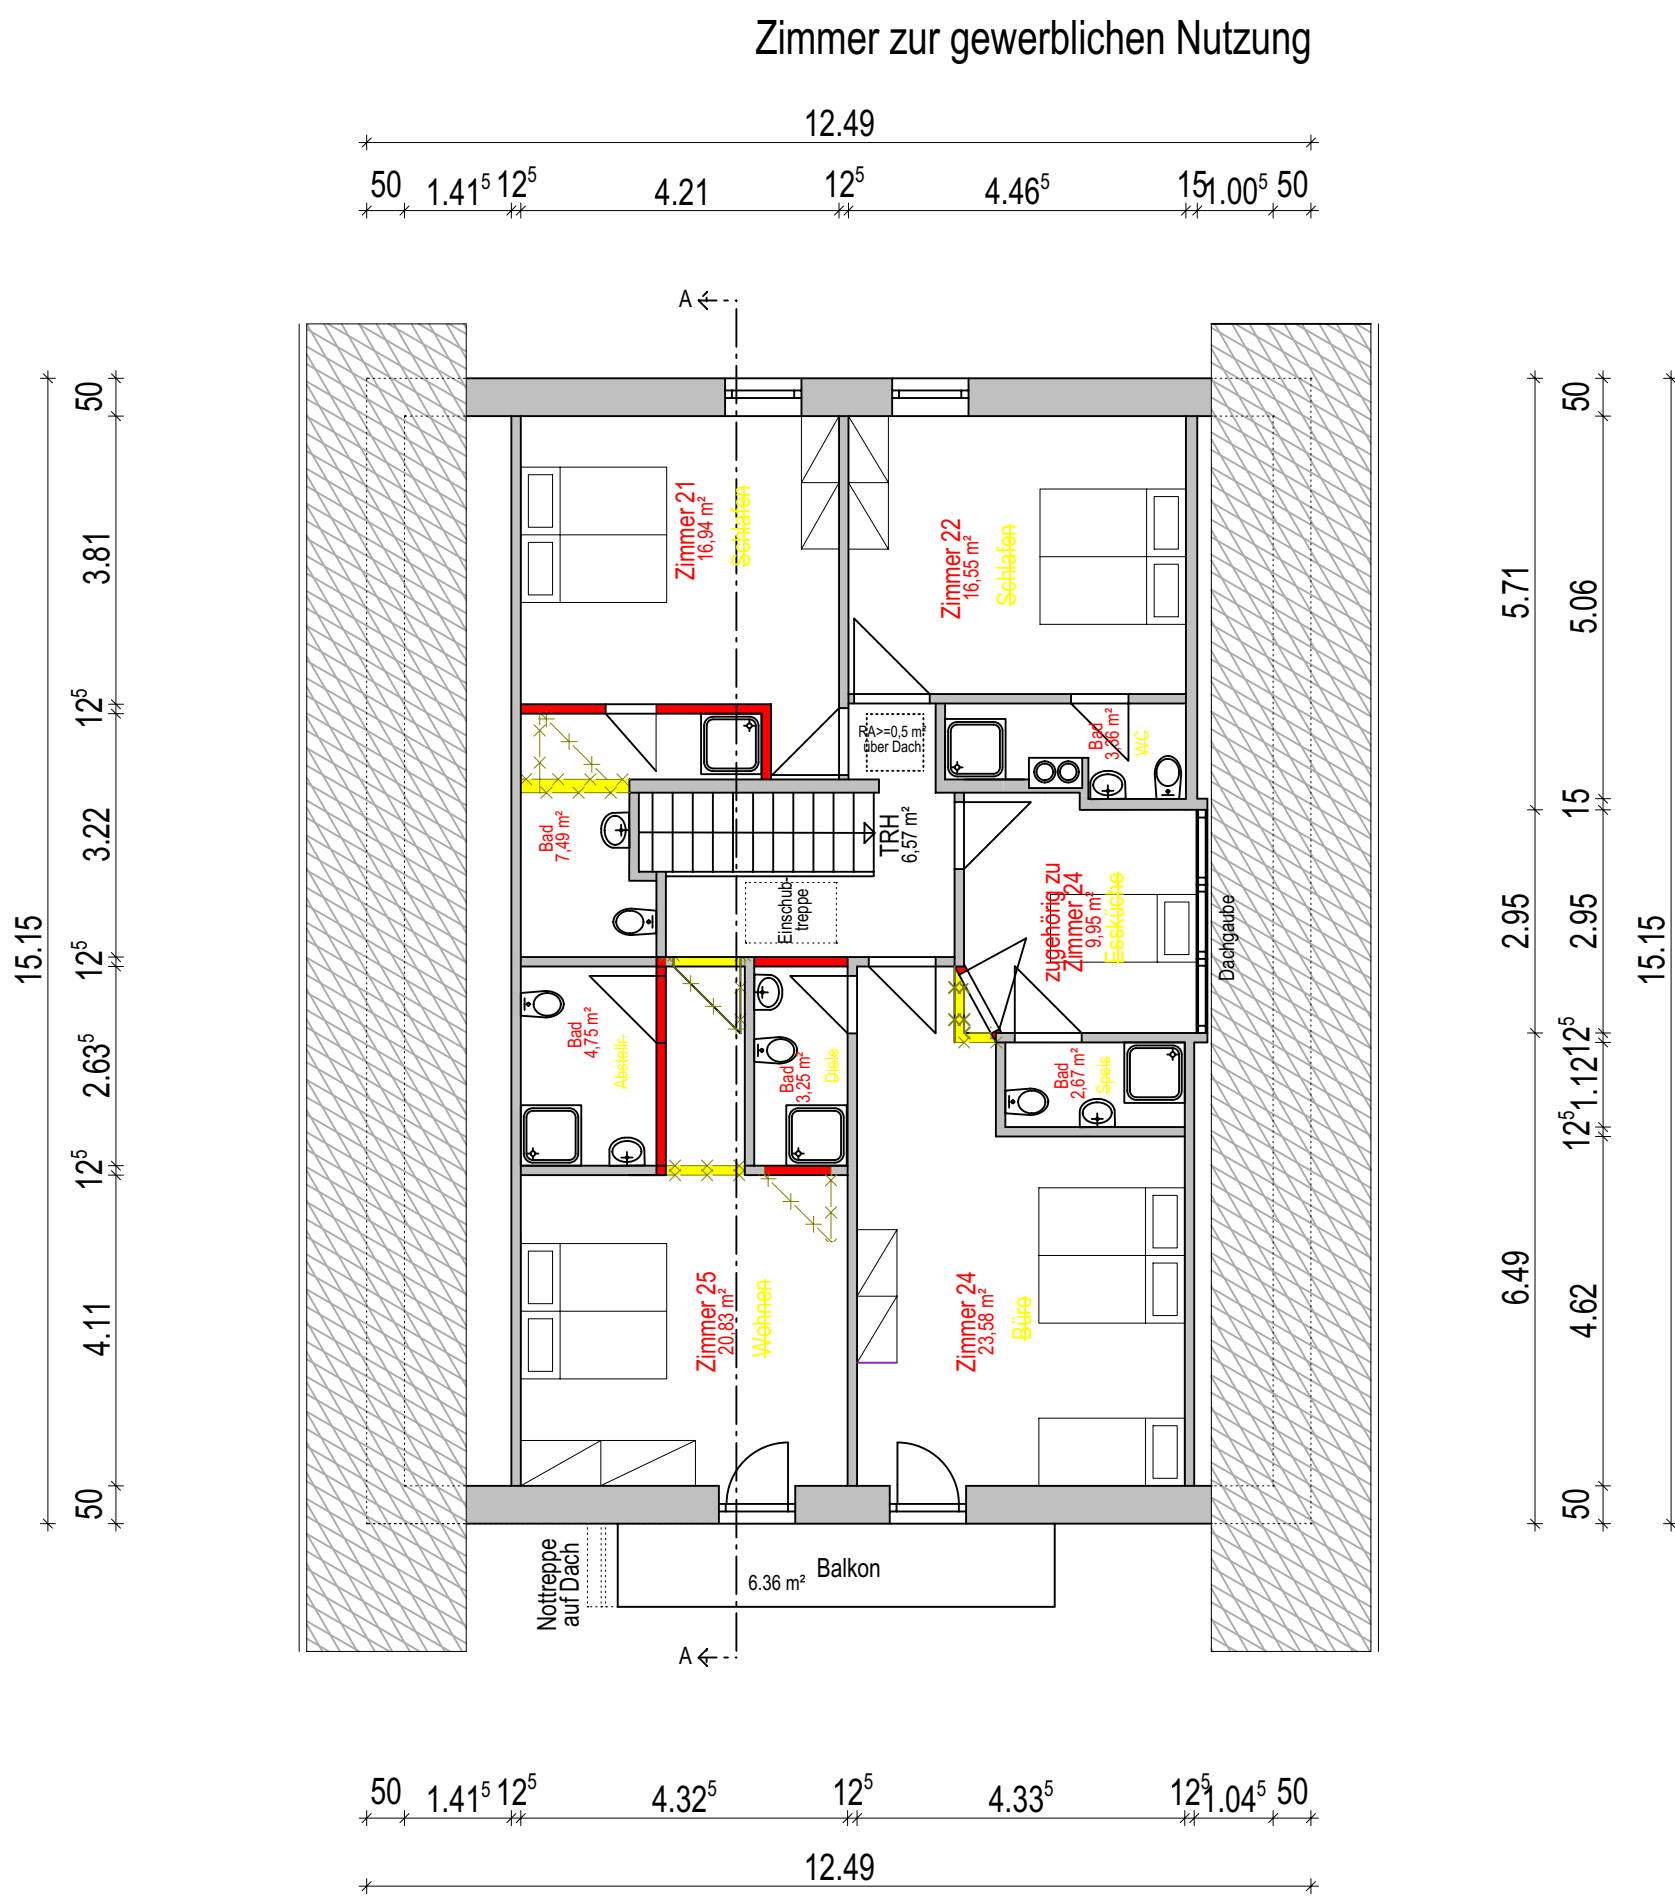 Zimmer zur gewerblichen Nutzung
12.49
50 1.41⁵ 12⁵ 4.21 12⁵ 4.46⁵ 15 1.00⁵ 50
A
50
3.81
12⁵
3.22
12⁵
2.63⁵
12⁵
4.11
50
15.15
Zimmer 21
16,94 m²
Schlafen
Zimmer 22
16,55 m²
Schlafen
RA>=0,5 m²
über Dach
Bad
3,36 m²
WC
Bad
7,49 m²
TRH
6,57 m²
Einschub-
treppe
zugehörig zu
Zimmer 24
9,95 m²
Essküche
Dachgaube
Bad
4,75 m²
Abstellr.
Bad
3,25 m²
Diele
Bad
2,67 m²
Speis
Zimmer 25
20,83 m²
Wohnen
Zimmer 24
23,58 m²
Büro
Nottreppe
auf Dach
6.36 m²
Balkon
A
5.71
2.95
6.49
50
5.06
15
2.95
12⁵
1.12
12⁵
4.62
50
15.15
50 1.41⁵ 12⁵ 4.32⁵ 12⁵ 4.33⁵ 12⁵ 1.04⁵ 50
12.49